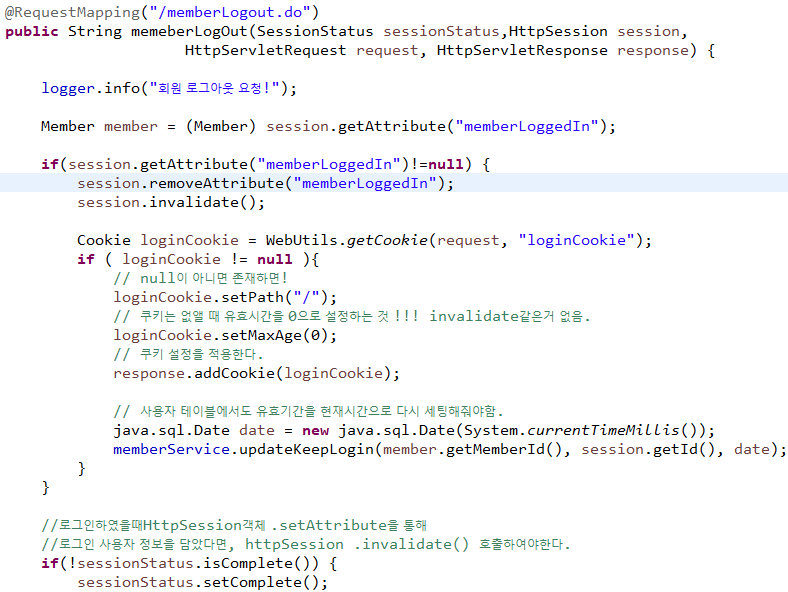 @RequestMapping("/memberLogout.do")
public String memeberLogOut(SessionStatus sessionStatus,HttpSession session,
HttpServletRequest request, HttpServletResponse response) {
logger.info("회원 로그아웃 요청!");
Member member = (Member) session.getAttribute("memberLoggedIn");
if(session.getAttribute("memberLoggedIn")!=null) {
session.removeAttribute("memberLoggedIn");
session.invalidate();
Cookie loginCookie = WebUtils.getCookie(request, "loginCookie");
if ( loginCookie != null ){
// null이 아니면 존재하면!
loginCookie.setPath("/");
// 쿠키는 없앨 때 유효시간을 0으로 설정하는 것 !!! invalidate같은거 없음.
loginCookie.setMaxAge(0);
// 쿠키 설정을 적용한다.
response.addCookie(loginCookie);
// 사용자 테이블에서도 유효기간을 현재시간으로 다시 세팅해줘야함.
java.sql.Date date = new java.sql.Date(System.currentTimeMillis());
memberService.updateKeepLogin(member.getMemberId(), session.getId(), date);
}
}
//로그인하였을때HttpSession객체 .setAttribute을 통해
//로그인 사용자 정보를 담았다면, httpSession .invalidate() 호출하여야한다.
if(!sessionStatus.isComplete()) {
sessionStatus.setComplete();